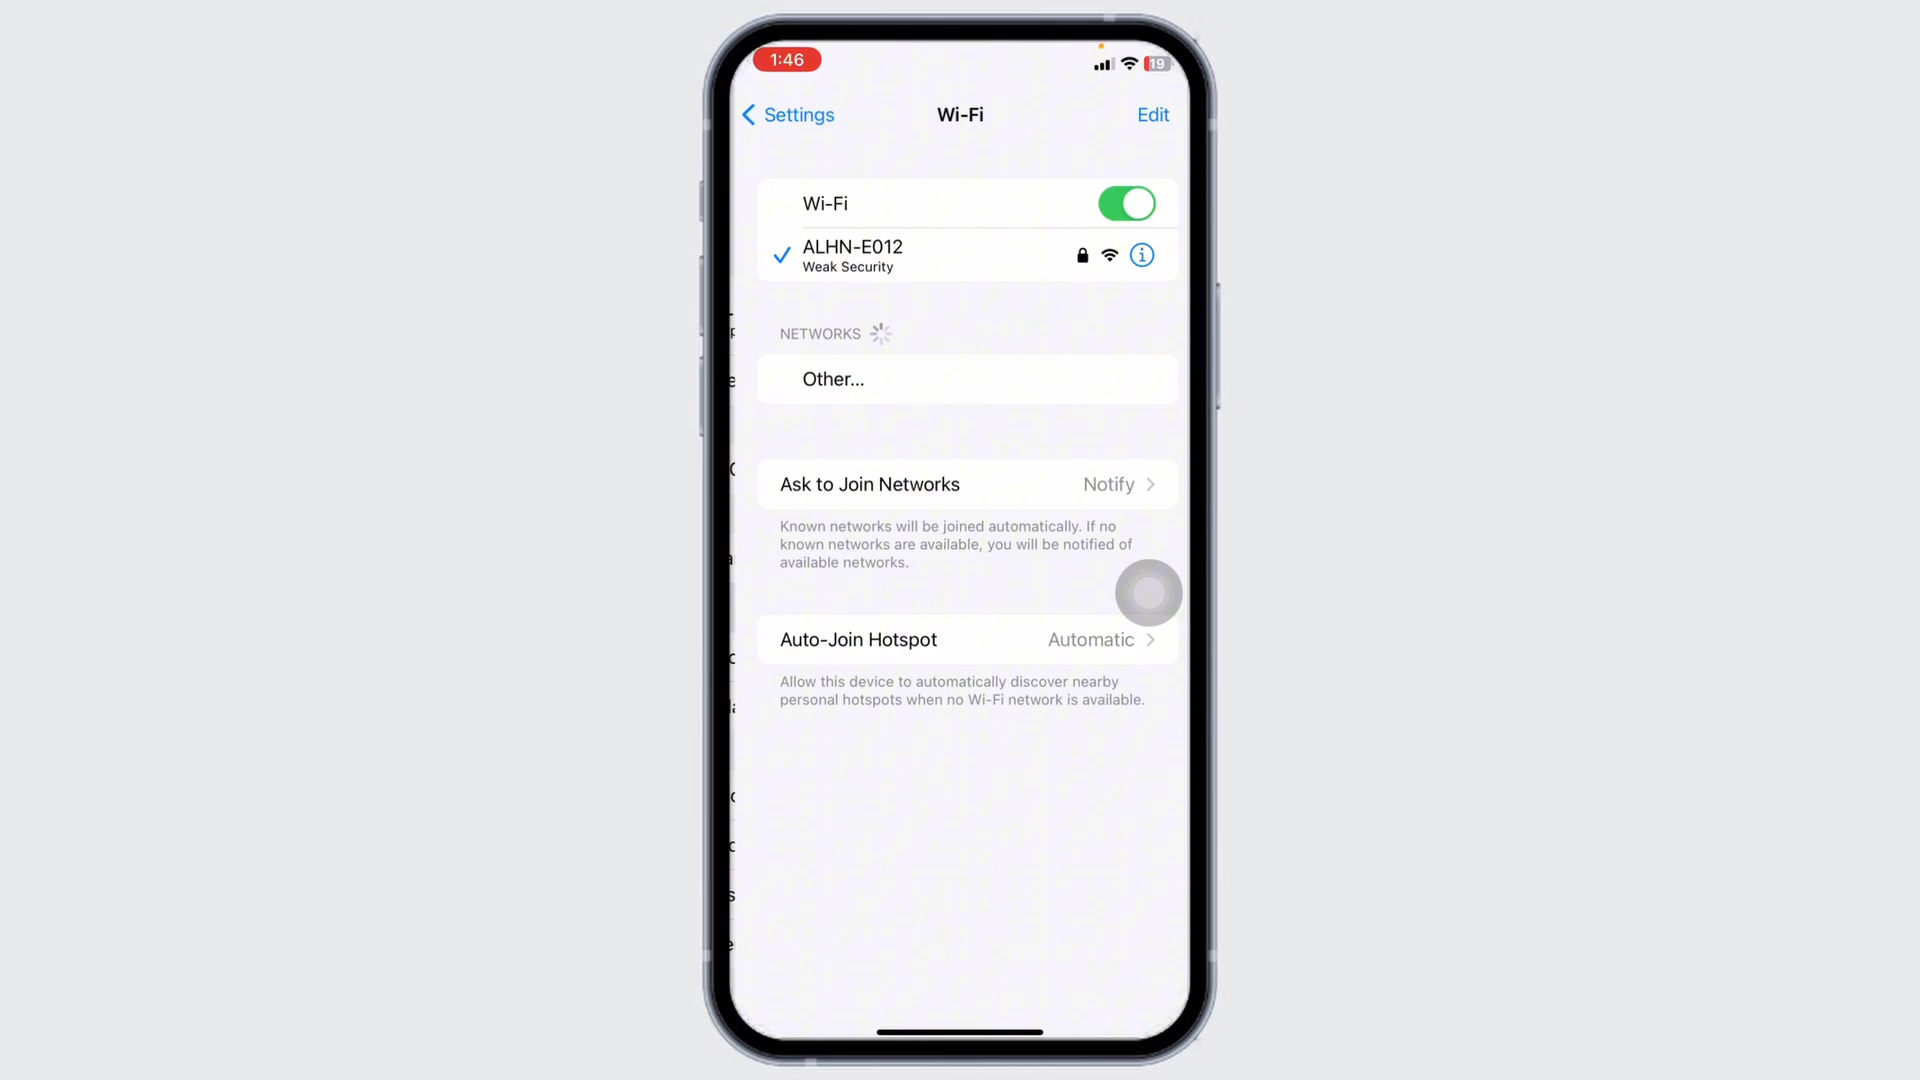 1:46
19
Settings
Wi-Fi
Edit
Wi-Fi
ALHN-E012
Weak Security
NETWORKS
Other...
Ask to Join Networks
Notify
Known networks will be joined automatically. If no
known networks are available, you will be notified of
available networks.
Auto-Join Hotspot
Automatic
Allow this device to automatically discover nearby
personal hotspots when no Wi-Fi network is available.